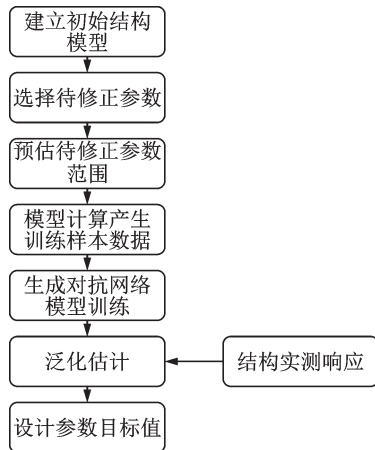 建立初始结构
模型
选择待修正参数
预估待修正参数
范围
模型计算产生
训练样本数据
生成对抗网络
模型训练
泛化估计
结构实测响应
设计参数目标值